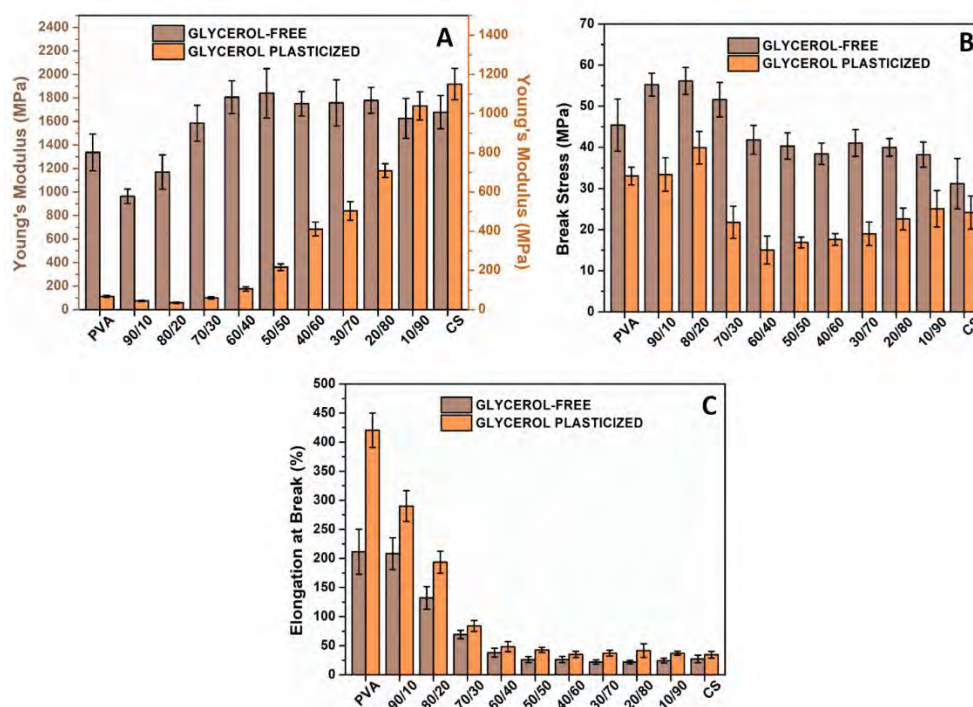 A
GLYCEROL-FREE
GLYCEROL PLASTICIZED
Young's Modulus (MPa)
2400
2200
2000
1800
1600
1400
1200
1000
800
600
400
200
0
Young's Modulus (MPa)
1400
1200
1000
800
600
400
200
0
PVA 90/10 80/20 70/30 60/40 50/50 40/60 30/70 20/80 10/90 CS
B
GLYCEROL-FREE
GLYCEROL PLASTICIZED
Break Stress (MPa)
70
60
50
40
30
20
10
0
PVA 90/10 80/20 70/30 60/40 50/50 40/60 30/70 20/80 10/90 CS
C
GLYCEROL-FREE
GLYCEROL PLASTICIZED
Elongation at Break (%)
500
450
400
350
300
250
200
150
100
50
0
PVA 90/10 80/20 70/30 60/40 50/50 40/60 30/70 20/80 10/90 CS